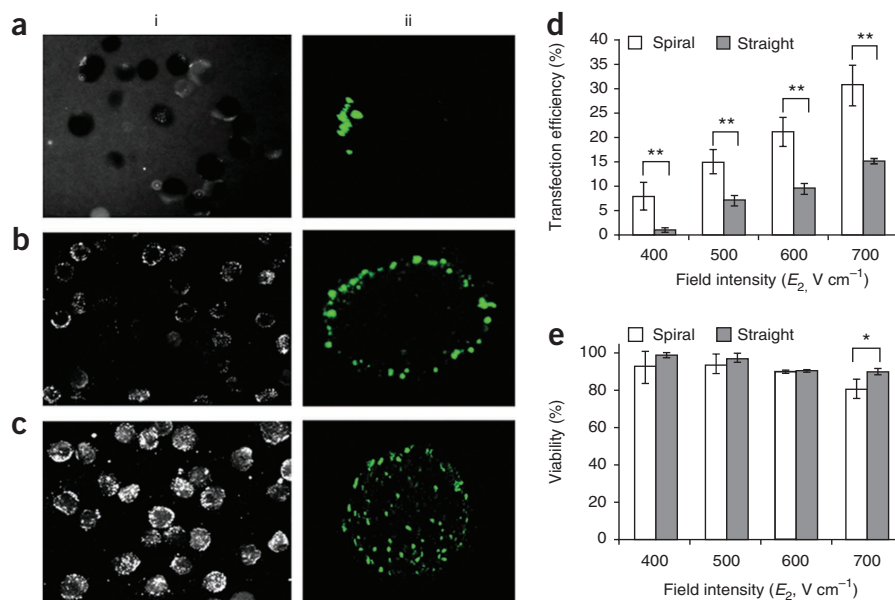 i ii
a
b
c
d
Transfection efficiency (%)
40
35
30
25
20
15
10
5
0
Spiral Straight
** ** ** **
400 500 600 700
Field intensity (E2, V cm−1)
e
Viability (%)
100
80
60
40
20
0
Spiral Straight
*
400 500 600 700
Field intensity (E2, V cm−1)